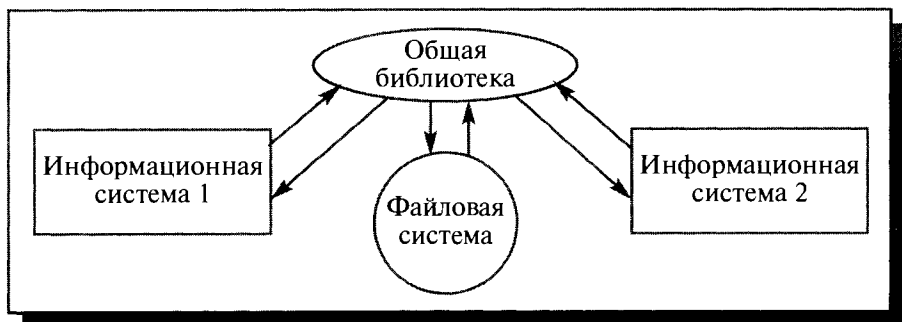 Общая
библиотека
Информационная
система 1
Файловая
система
Информационная
система 2